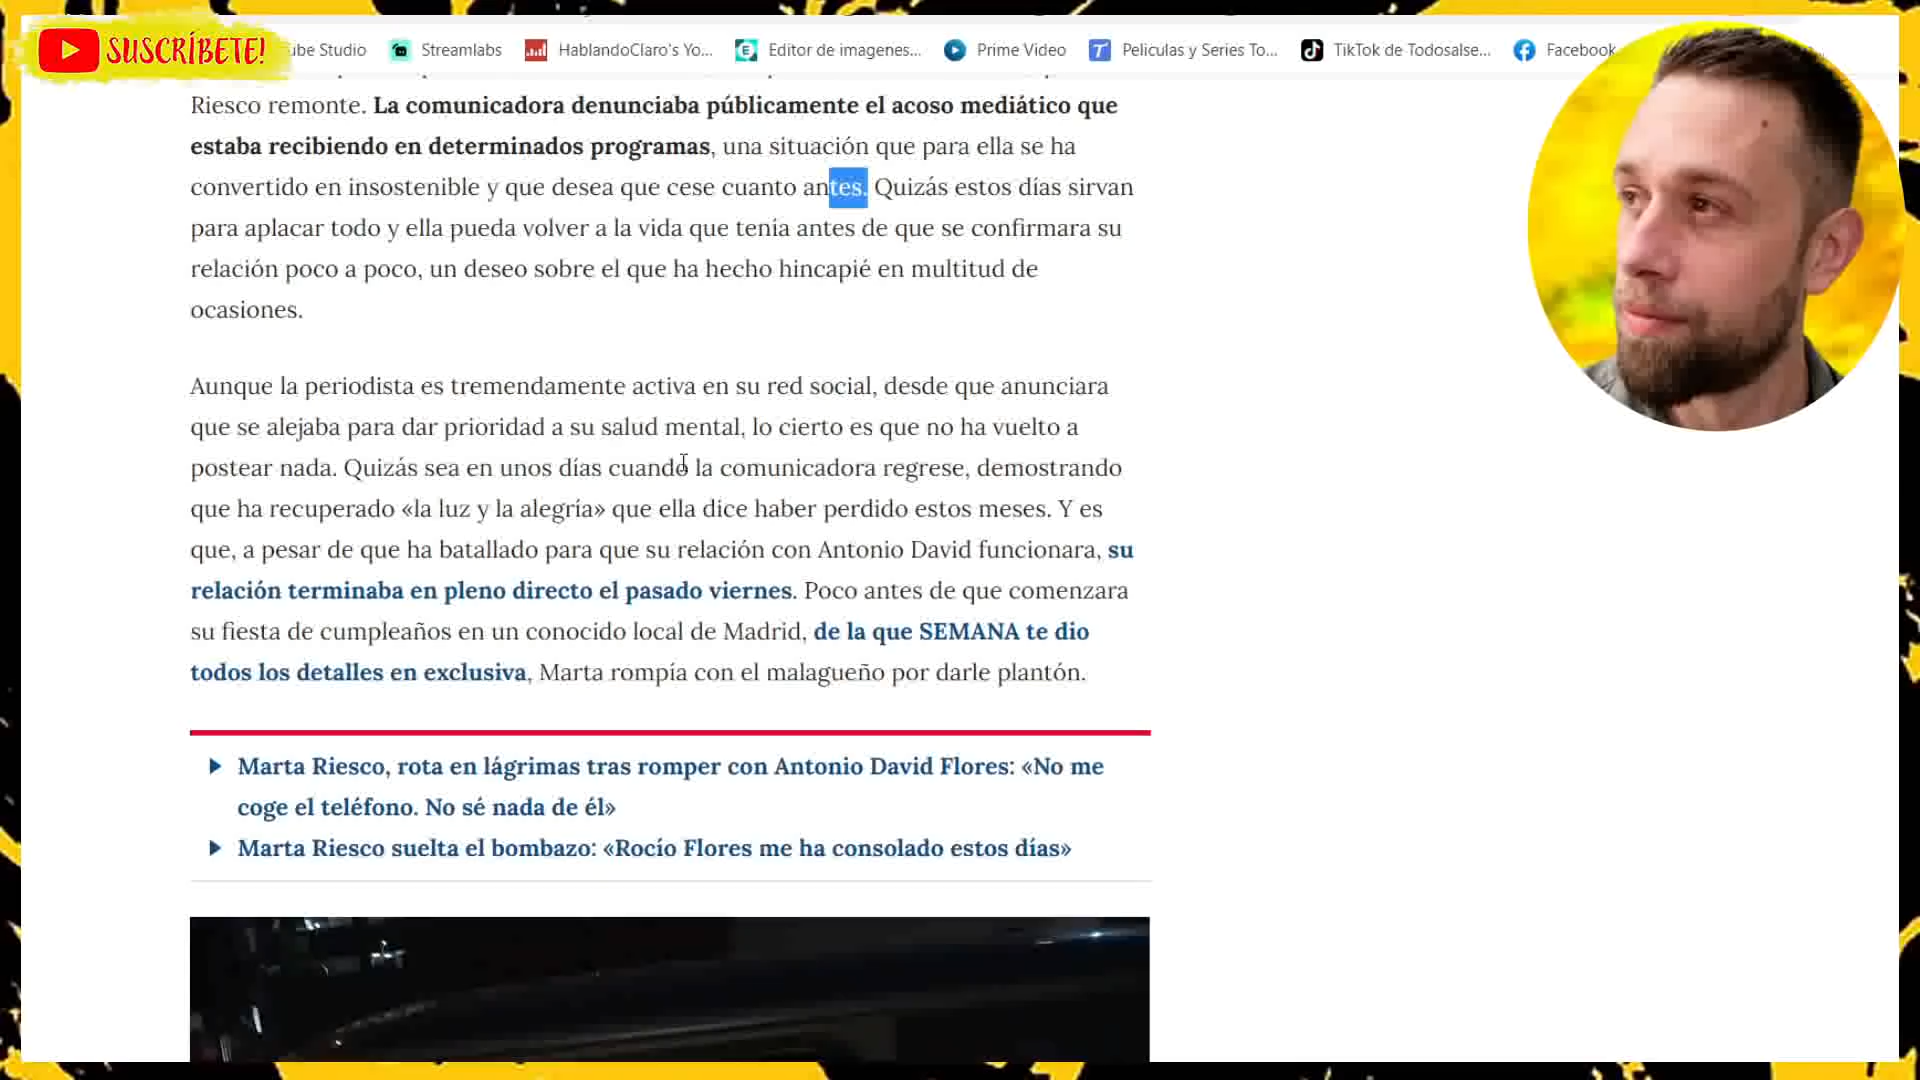 SUSCRÍBETE!
ube Studio
Streamlabs
HablandoClaro's Yo...
Editor de imagenes...
Prime Video
Peliculas y Series To...
TikTok de Todosalse...
Facebook
Riesco remonte. La comunicadora denunciaba públicamente el acoso mediático que
estaba recibiendo en determinados programas, una situación que para ella se ha
convertido en insostenible y que desea que cese cuanto antes. Quizás estos días sirvan
para aplacar todo y ella pueda volver a la vida que tenía antes de que se confirmara su
relación poco a poco, un deseo sobre el que ha hecho hincapié en multitud de
ocasiones.
Aunque la periodista es tremendamente activa en su red social, desde que anunciara
que se alejaba para dar prioridad a su salud mental, lo cierto es que no ha vuelto a
postear nada. Quizás sea en unos días cuando la comunicadora regrese, demostrando
que ha recuperado «la luz y la alegría» que ella dice haber perdido estos meses. Y es
que, a pesar de que ha batallado para que su relación con Antonio David funcionara, su
relación terminaba en pleno directo el pasado viernes. Poco antes de que comenzara
su fiesta de cumpleaños en un conocido local de Madrid, de la que SEMANA te dio
todos los detalles en exclusiva, Marta rompía con el malagueño por darle plantón.
Marta Riesco, rota en lágrimas tras romper con Antonio David Flores: «No me
coge el teléfono. No sé nada de él»
Marta Riesco suelta el bombazo: «Rocío Flores me ha consolado estos días»